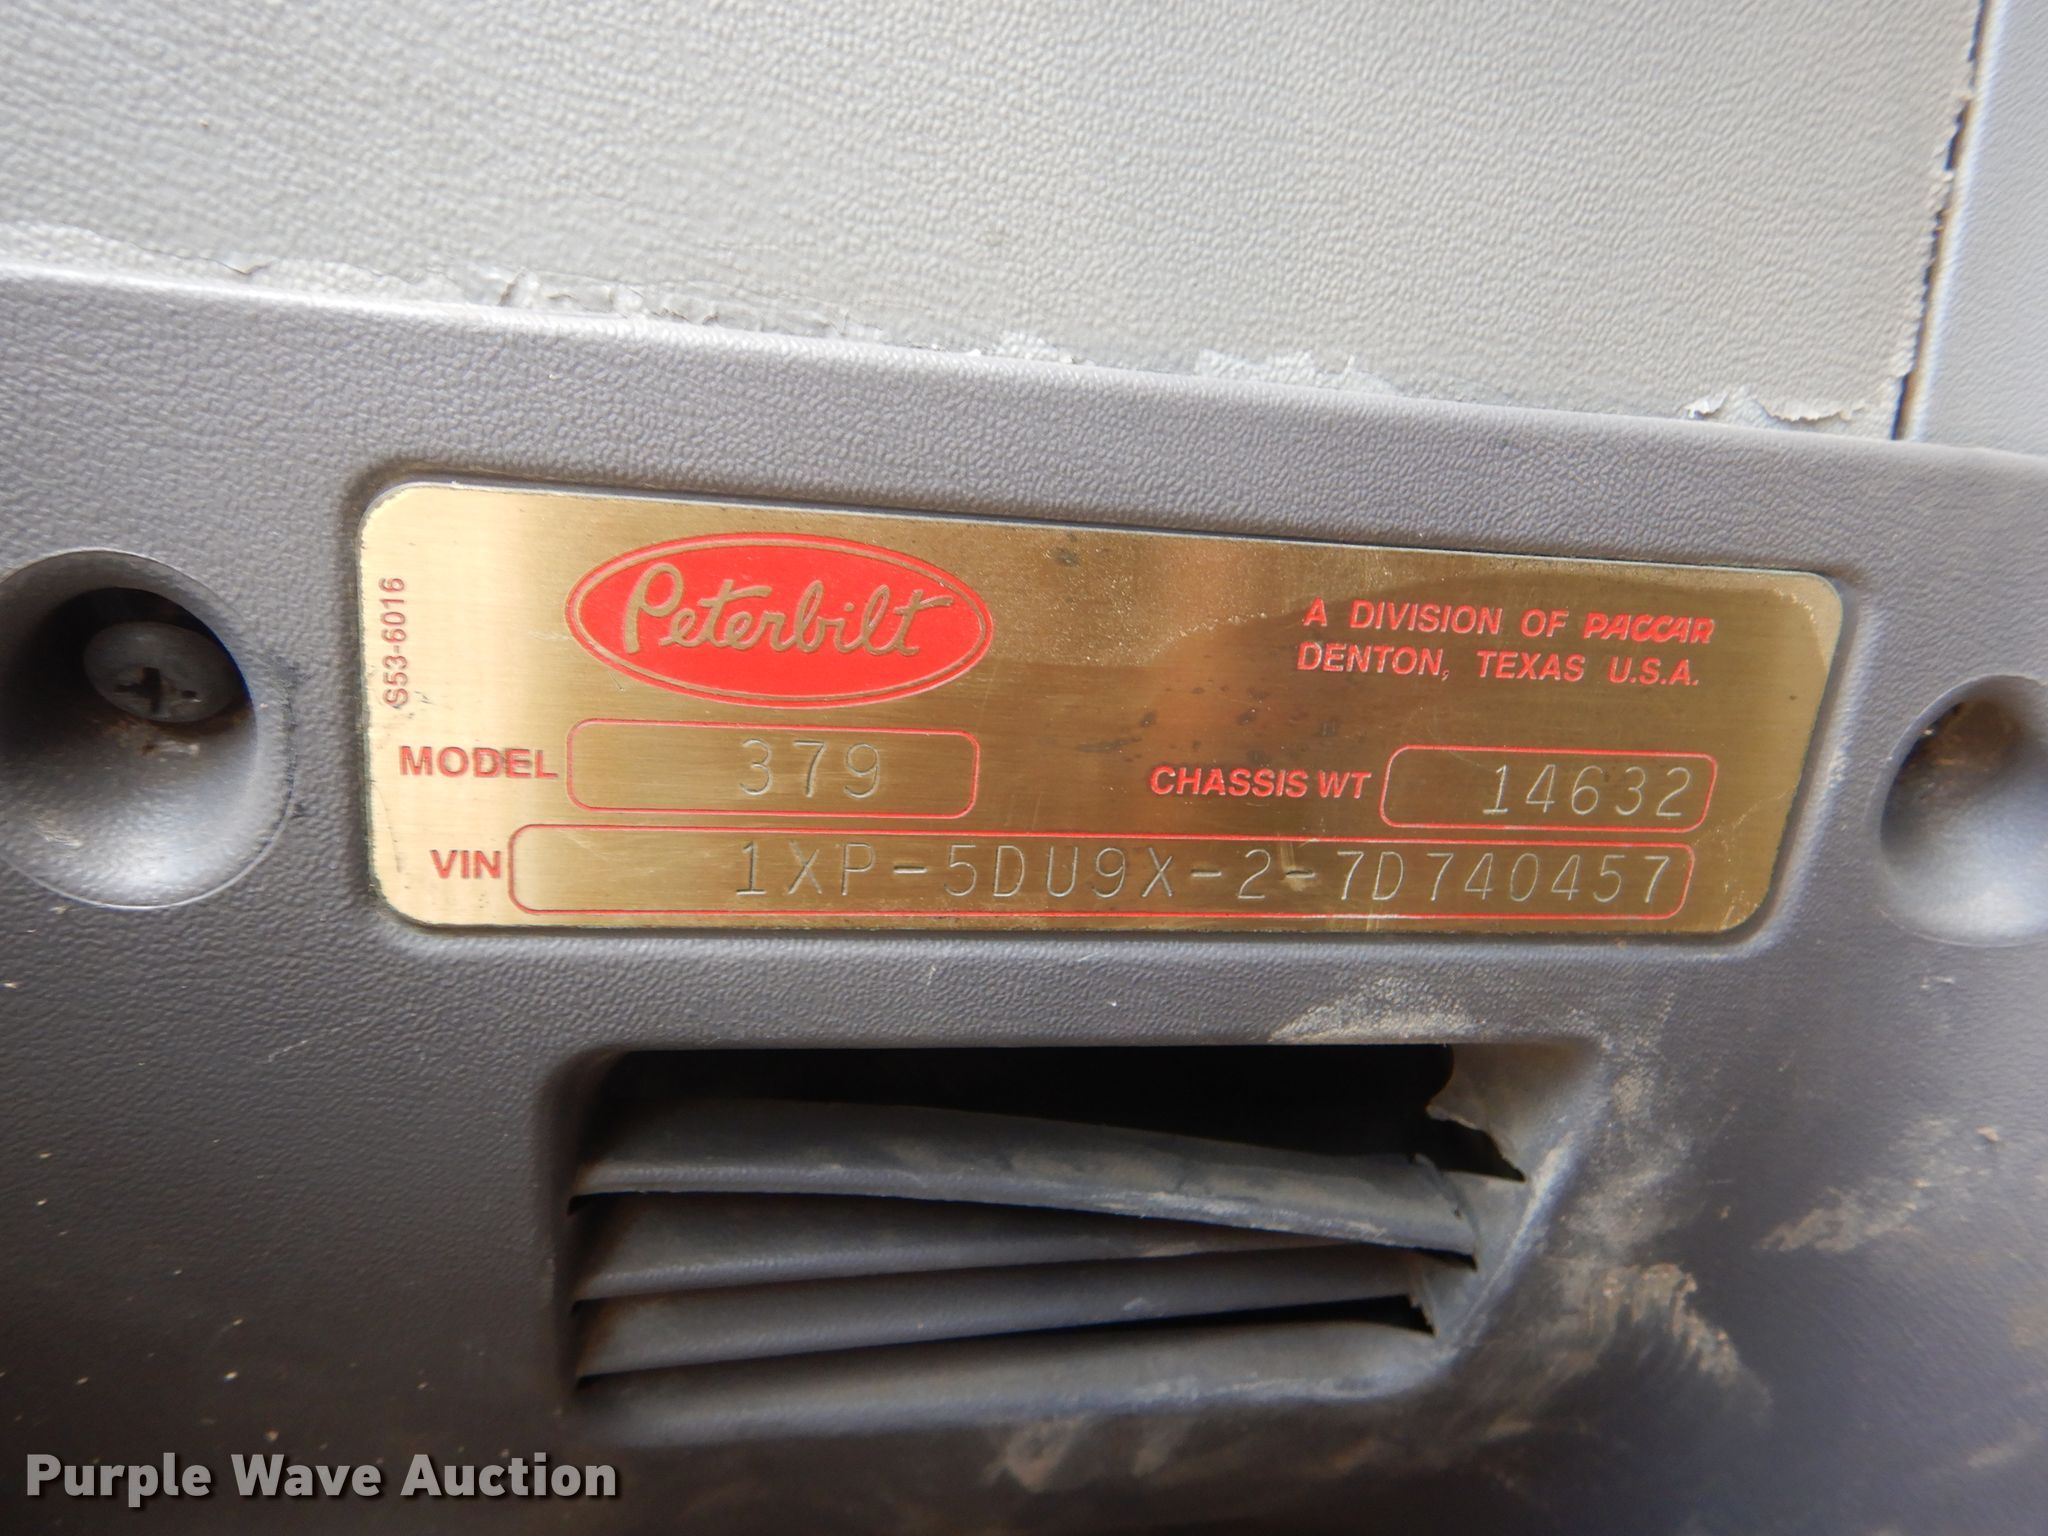 S53-6016
Peterbilt
A DIVISION OF PACCAR
DENTON, TEXAS U.S.A.
MODEL 379
CHASSIS WT 14632
VIN 1XP-5DU9X-2-7D740457
Purple Wave Auction